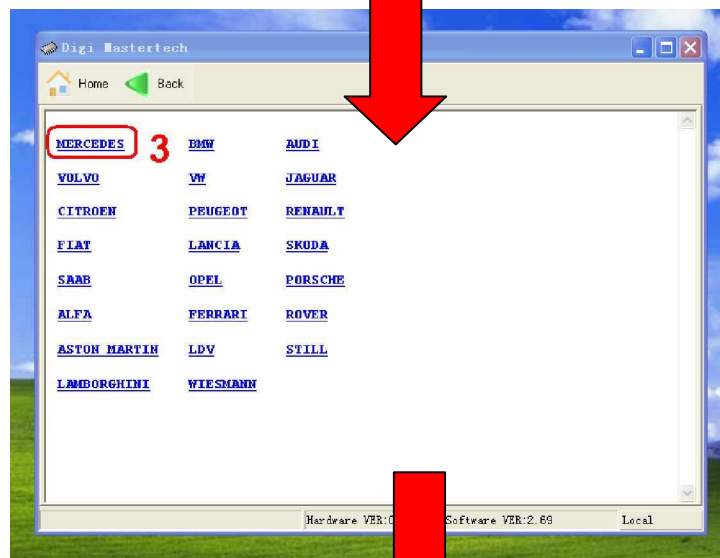 Digi Mastertech
Home Back
MERCEDES 3 BMW AUDI
VOLVO VW JAGUAR
CITROEN PEUGEOT RENAULT
FIAT LANCIA SKODA
SAAB OPEL PORSCHE
ALFA FERRARI ROVER
ASTON MARTIN LDV STILL
LAMBORGHINI WIESMANN
Hardware VER: Software VER:2.69 Local